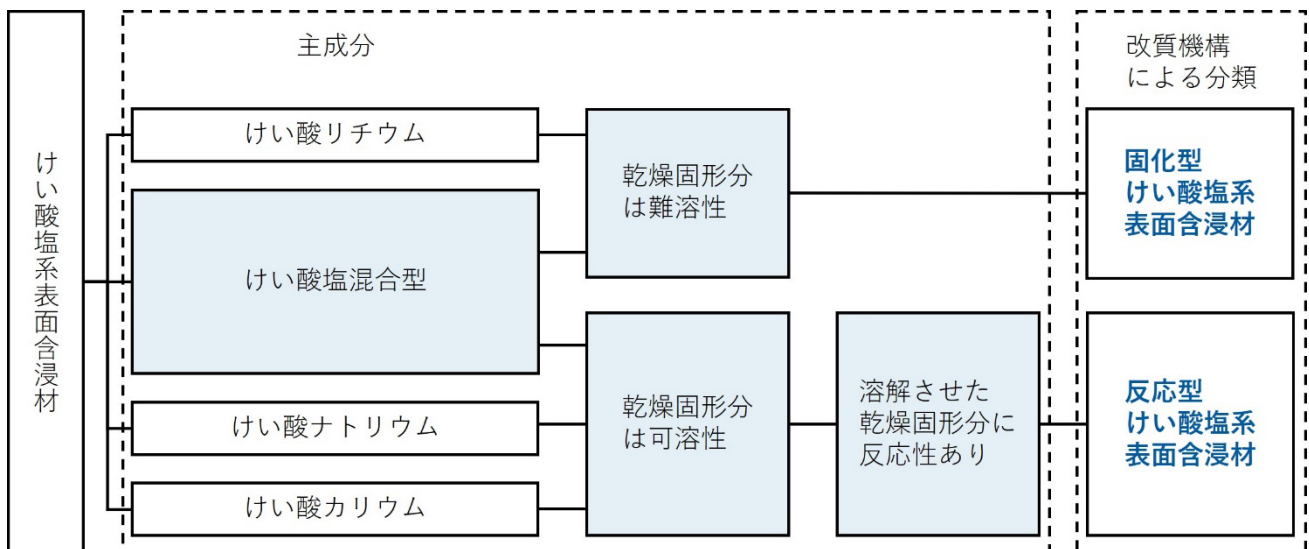 けい酸塩系表面含浸材
主成分
けい酸リチウム
けい酸塩混合型
けい酸ナトリウム
けい酸カリウム
乾燥固形分
は難溶性
乾燥固形分
は可溶性
溶解させた
乾燥固形分に
反応性あり
改質機構
による分類
固化型
けい酸塩系
表面含浸材
反応型
けい酸塩系
表面含浸材